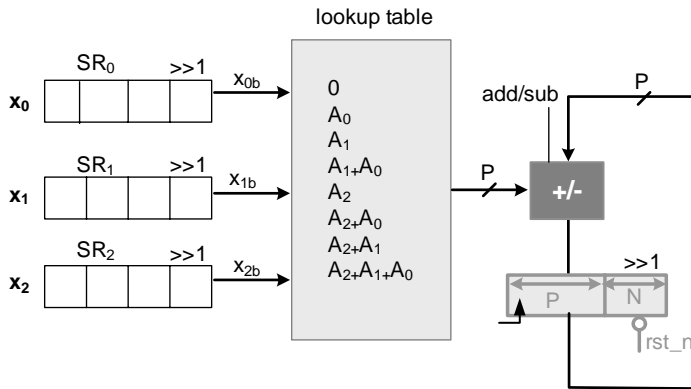 lookup table
SR0 >>1
x0 x0b
SR1 >>1
x1 x1b
SR2 >>1
x2 x2b
0
A0
A1
A1+A0
A2
A2+A0
A2+A1
A2+A1+A0
P
add/sub
P
+/-
>>1
P N
rst_n